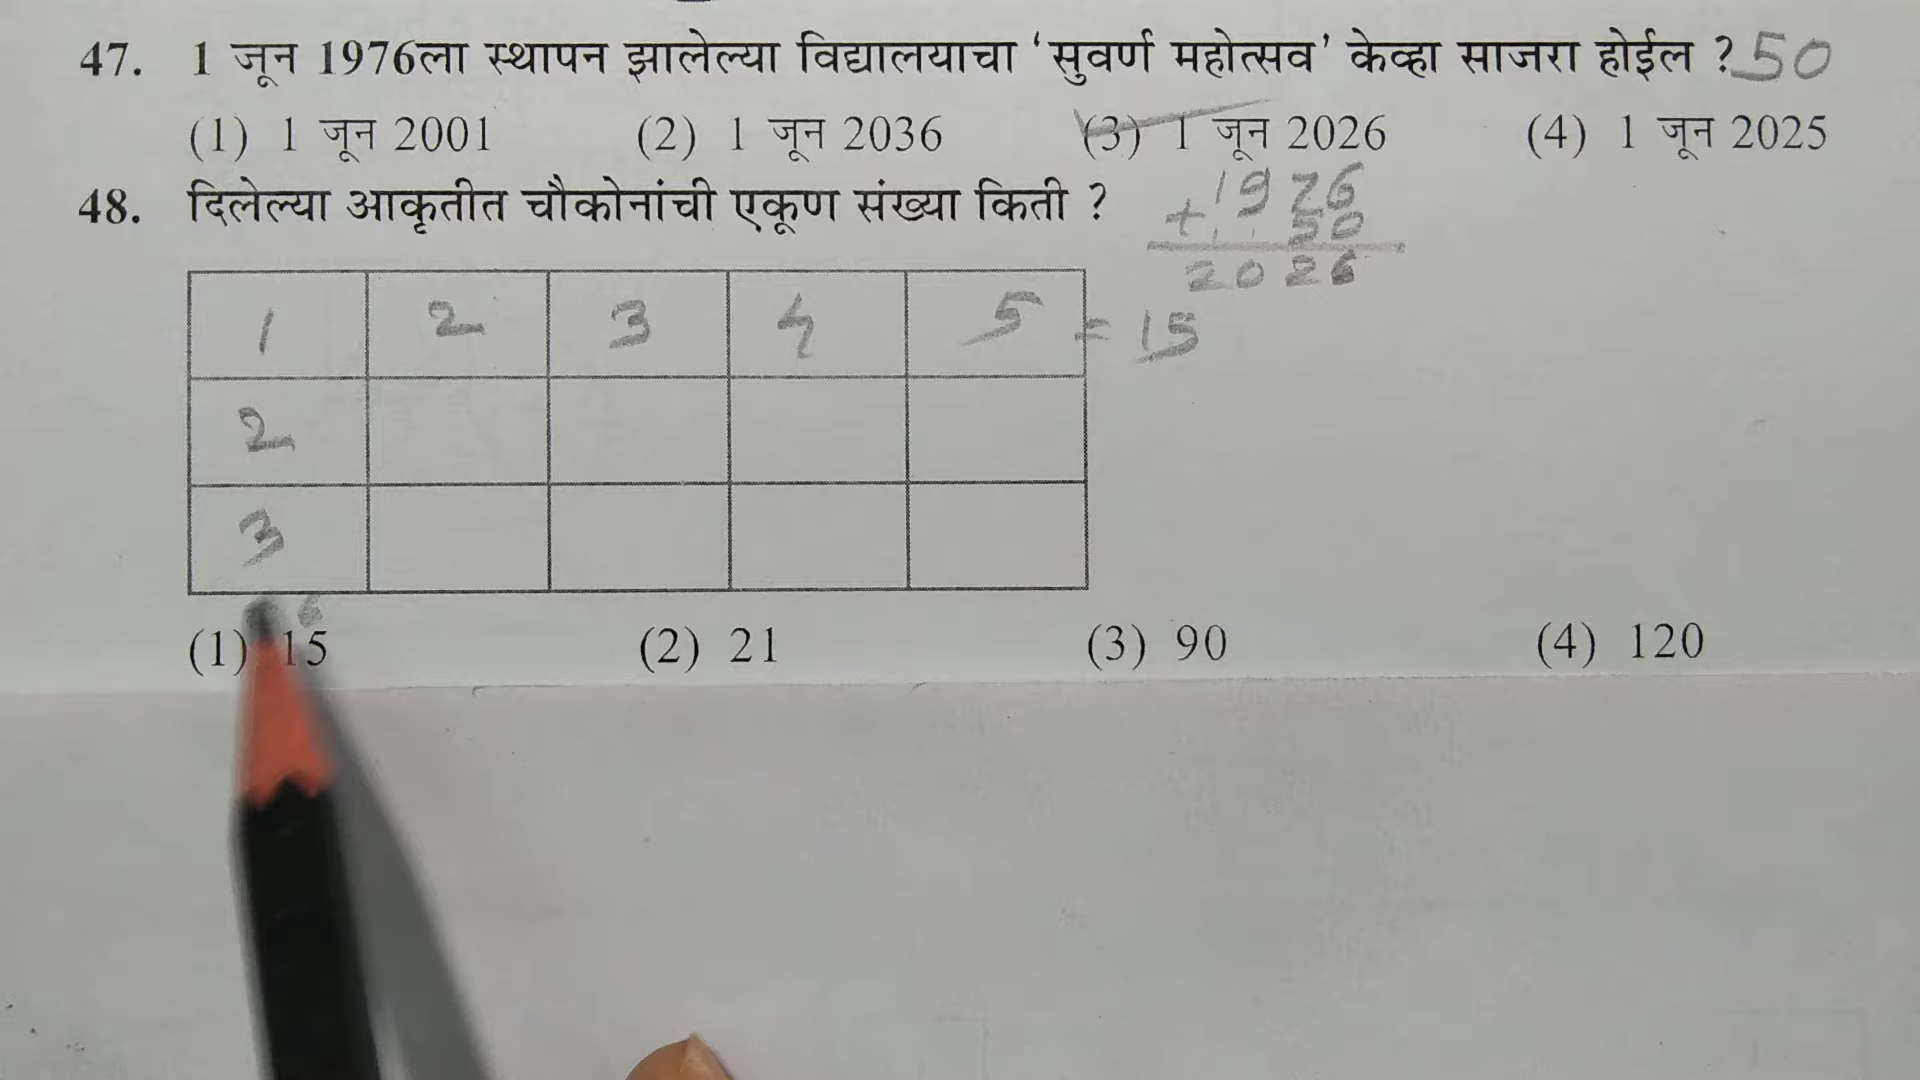 47. 1 जून 1976ला स्थापन झालेल्या विद्यालयाचा ‘सुवर्ण महोत्सव’ केव्हा साजरा होईल ? 50
(1) 1 जून 2001 (2) 1 जून 2036 (3) 1 जून 2026 (4) 1 जून 2025
48. दिलेल्या आकृतीत चौकोनांची एकूण संख्या किती ?
1976
+ 50
2026
1 2 3 4 5 = 15
2
3
6
(1) 15 (2) 21 (3) 90 (4) 120